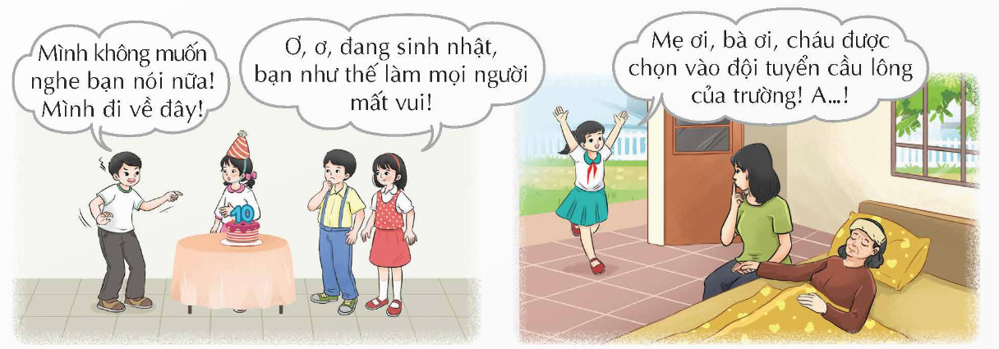 Mình không muốn
nghe bạn nói nữa!
Mình đi về đây!
Ơ, ơ, đang sinh nhật,
bạn như thế làm mọi người
mất vui!
10
Mẹ ơi, bà ơi, cháu được
chọn vào đội tuyển cầu lông
của trường! A...!